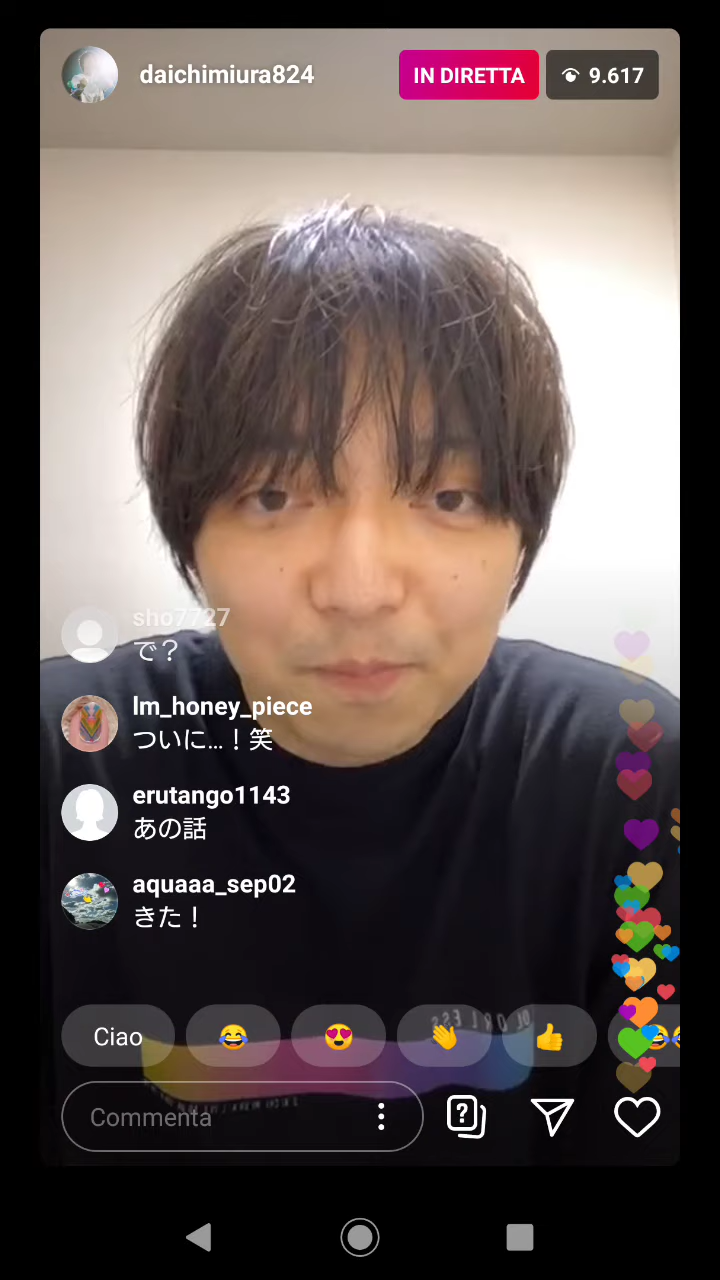 daichimiura824
IN DIRETTA
9.617
sho7727
で？
lm_honey_piece
ついに...！笑
erutango1143
あの話
aquaaa_sep02
きた！
Ciao
Commenta